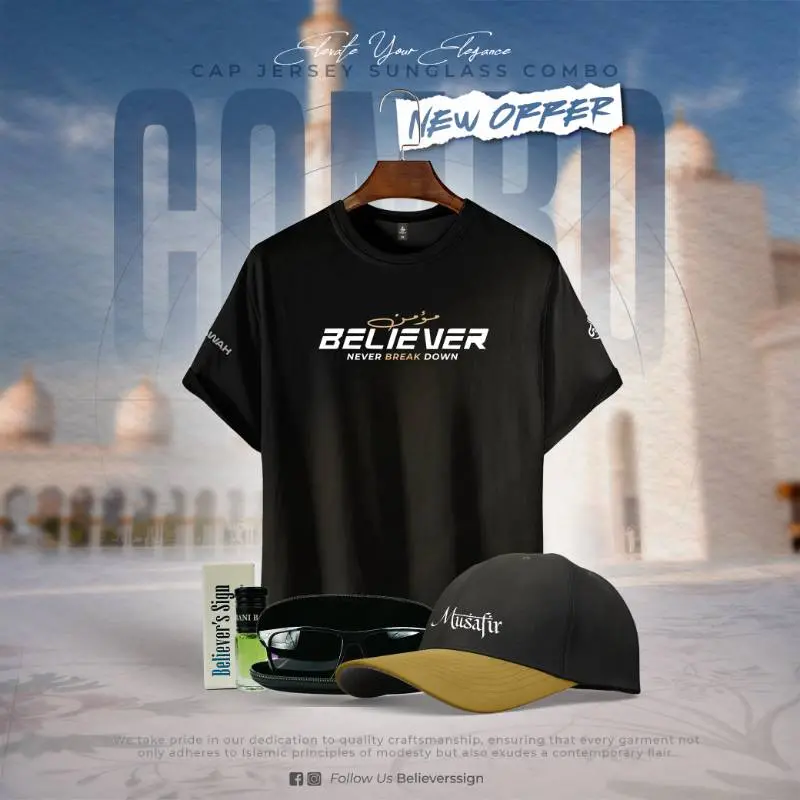 Elevate Your Elegance
CAP JERSEY SUNGLASS COMBO
COMBO
NEW OFFER
مؤمن
BELIEVER
NEVER BREAK DOWN
WAH
Believer's Sign
ANI B
Musafir
We take pride in our dedication to quality craftsmanship, ensuring that every garment not
only adheres to Islamic principles of modesty but also exudes a contemporary flair...
Follow Us Believerssign